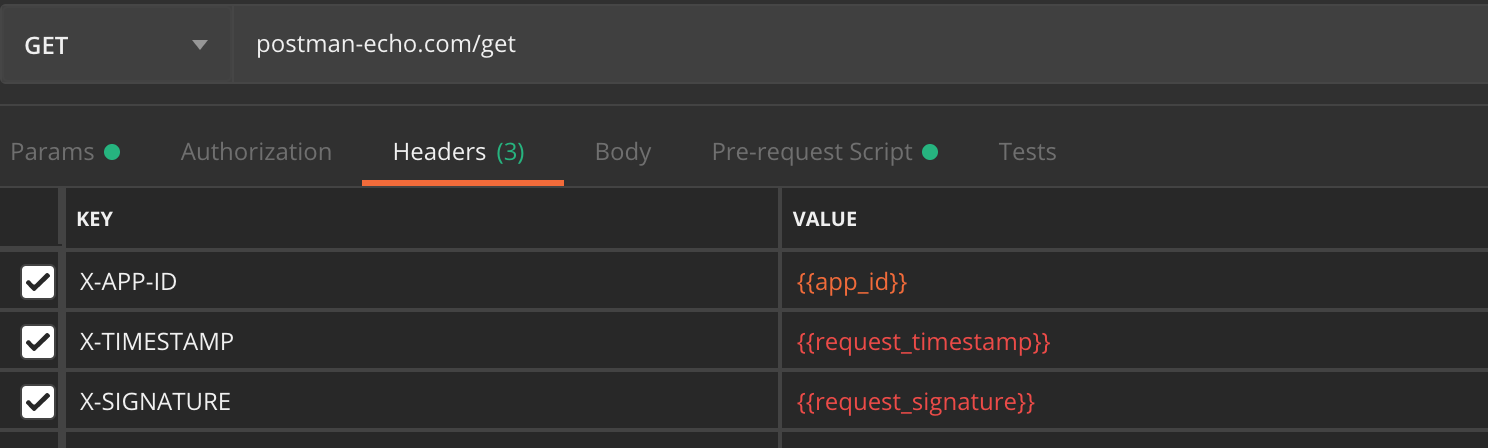 GET postman-echo.com/get
Params Authorization Headers (3) Body Pre-request Script Tests
KEY VALUE
X-APP-ID {{app_id}}
X-TIMESTAMP {{request_timestamp}}
X-SIGNATURE {{request_signature}}